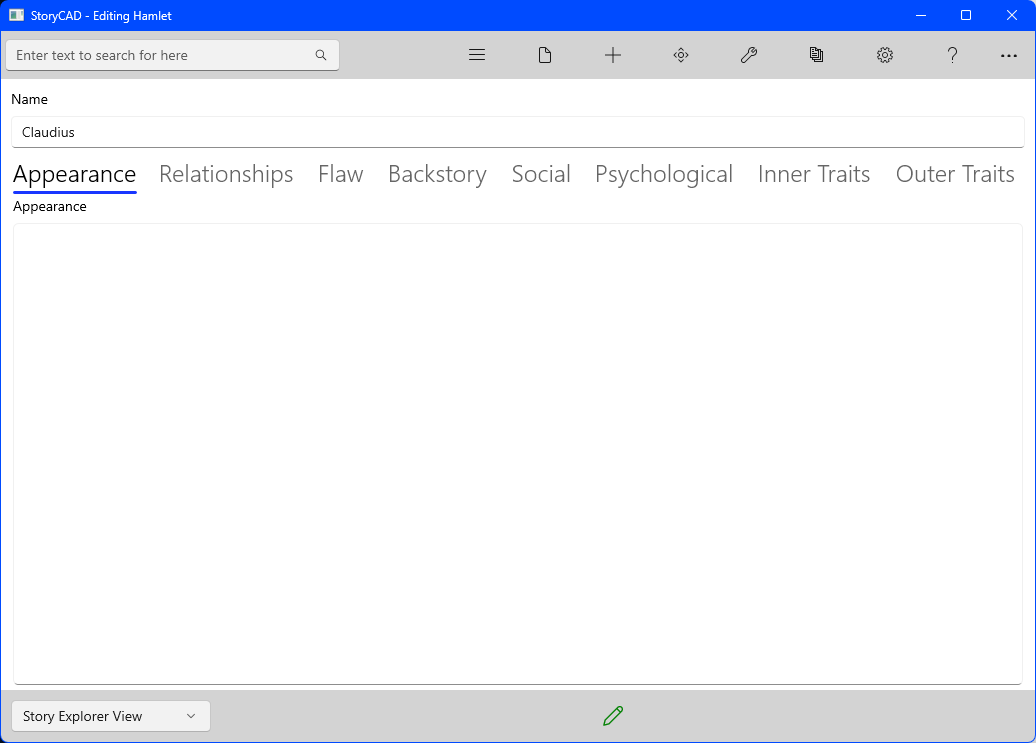 StoryCAD - Editing Hamlet
Enter text to search for here
Name
Claudius
Appearance Relationships Flaw Backstory Social Psychological Inner Traits Outer Traits
Appearance
Story Explorer View